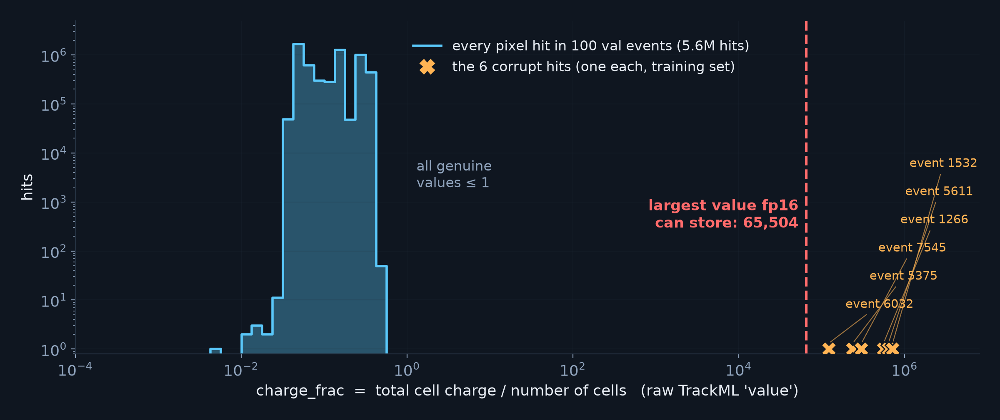 every pixel hit in 100 val events (5.6M hits)
the 6 corrupt hits (one each, training set)
hits
10⁶
10⁵
10⁴
10³
10²
10¹
10⁰
all genuine
values ≤ 1
largest value fp16
can store: 65,504
event 1532
event 5611
event 1266
event 7545
event 5375
event 6032
10⁻⁴
10⁻²
10⁰
10²
10⁴
10⁶
charge_frac = total cell charge / number of cells (raw TrackML 'value')